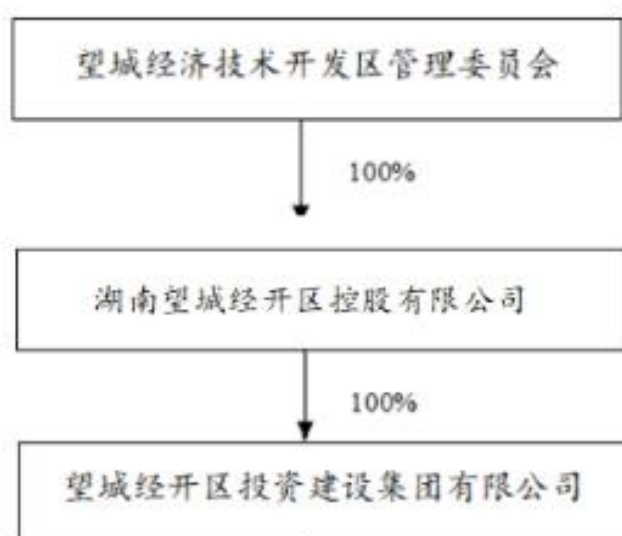 望城经济技术开发区管理委员会
100%
湖南望城经开区控股有限公司
100%
望城经开区投资建设集团有限公司